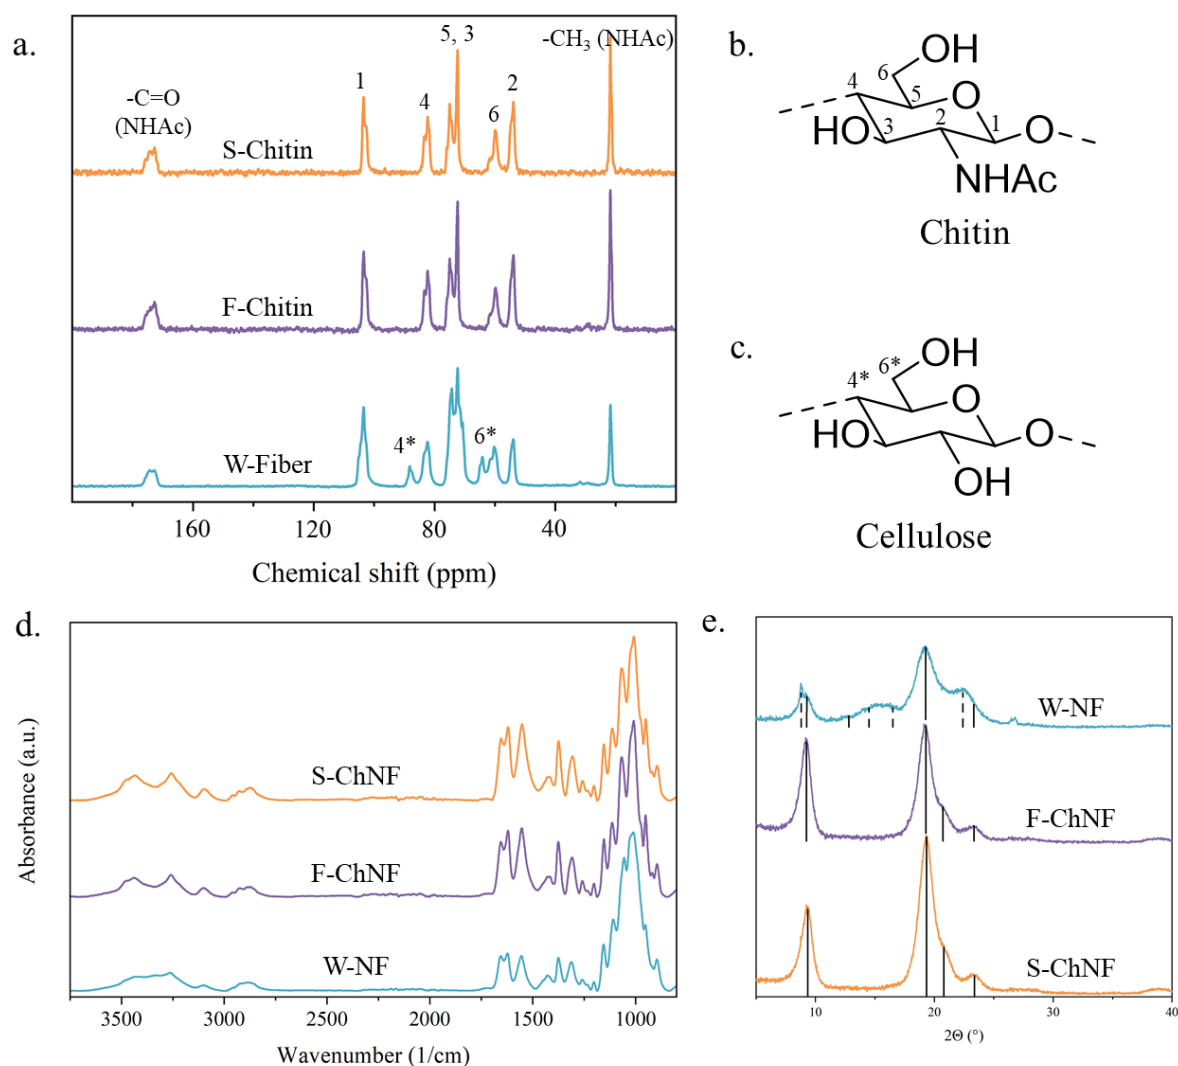 a.
-C=O
(NHAc)
1
4
5, 3
6
2
-CH₃ (NHAc)
S-Chitin
F-Chitin
W-Fiber
4*
6*
160
120
80
40
Chemical shift (ppm)
b.
6
OH
4
5
O
HO
3
2
1
O
NHAc
Chitin
c.
6*
OH
4*
O
HO
O
OH
Cellulose
d.
Absorbance (a.u.)
S-ChNF
F-ChNF
W-NF
3500
3000
2500
2000
1500
1000
Wavenumber (1/cm)
e.
W-NF
F-ChNF
S-ChNF
10
20
30
40
2Θ (°)